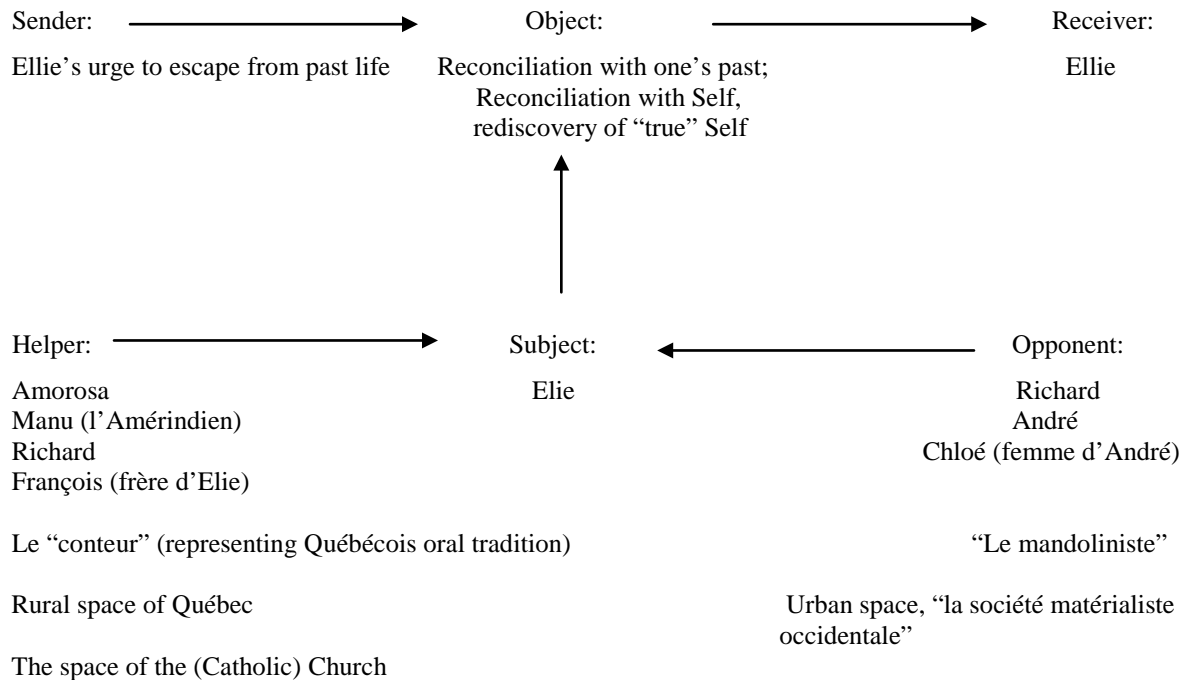 Sender: Object: Receiver:
Ellie’s urge to escape from past life Reconciliation with one’s past; Ellie
Reconciliation with Self,
rediscovery of “true” Self
Helper: Subject: Opponent:
Amorosa Elie Richard
Manu (l’Amérindien) André
Richard Chloé (femme d’André)
François (frère d’Elie)
Le “conteur” (representing Québécois oral tradition) “Le mandoliniste”
Rural space of Québec Urban space, “la société matérialiste
occidentale”
The space of the (Catholic) Church